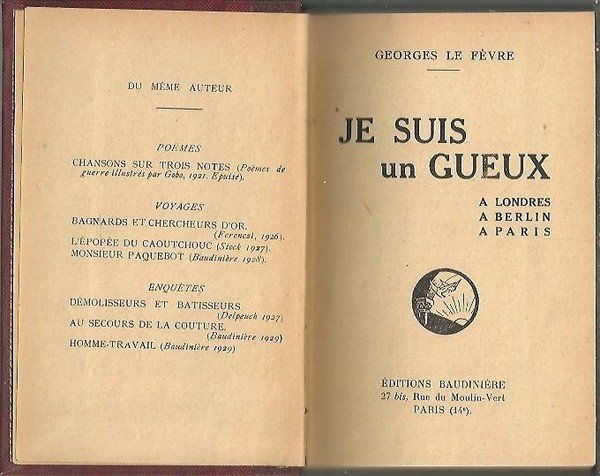 DU MÊME AUTEUR
POÈMES
CHANSONS SUR TROIS NOTES (Poèmes de
guerre illustrés par Gobo, 1921. Epuisé).
VOYAGES
BAGNARDS ET CHERCHEURS D'OR.
(Ferenczi, 1926).
L'ÉPOPÉE DU CAOUTCHOUC (Stock 1927).
MONSIEUR PAQUEBOT (Baudinière 1928).
ENQUÊTES
DÉMOLISSEURS ET BATISSEURS
(Delpeuch 1927)
AU SECOURS DE LA COUTURE.
(Baudinière 1929)
HOMME-TRAVAIL (Baudinière 1929)
GEORGES LE FÈVRE
JE SUIS
un GUEUX
A LONDRES
A BERLIN
A PARIS
ÉDITIONS BAUDINIÈRE
27 bis, Rue du Moulin-Vert
PARIS (14e).